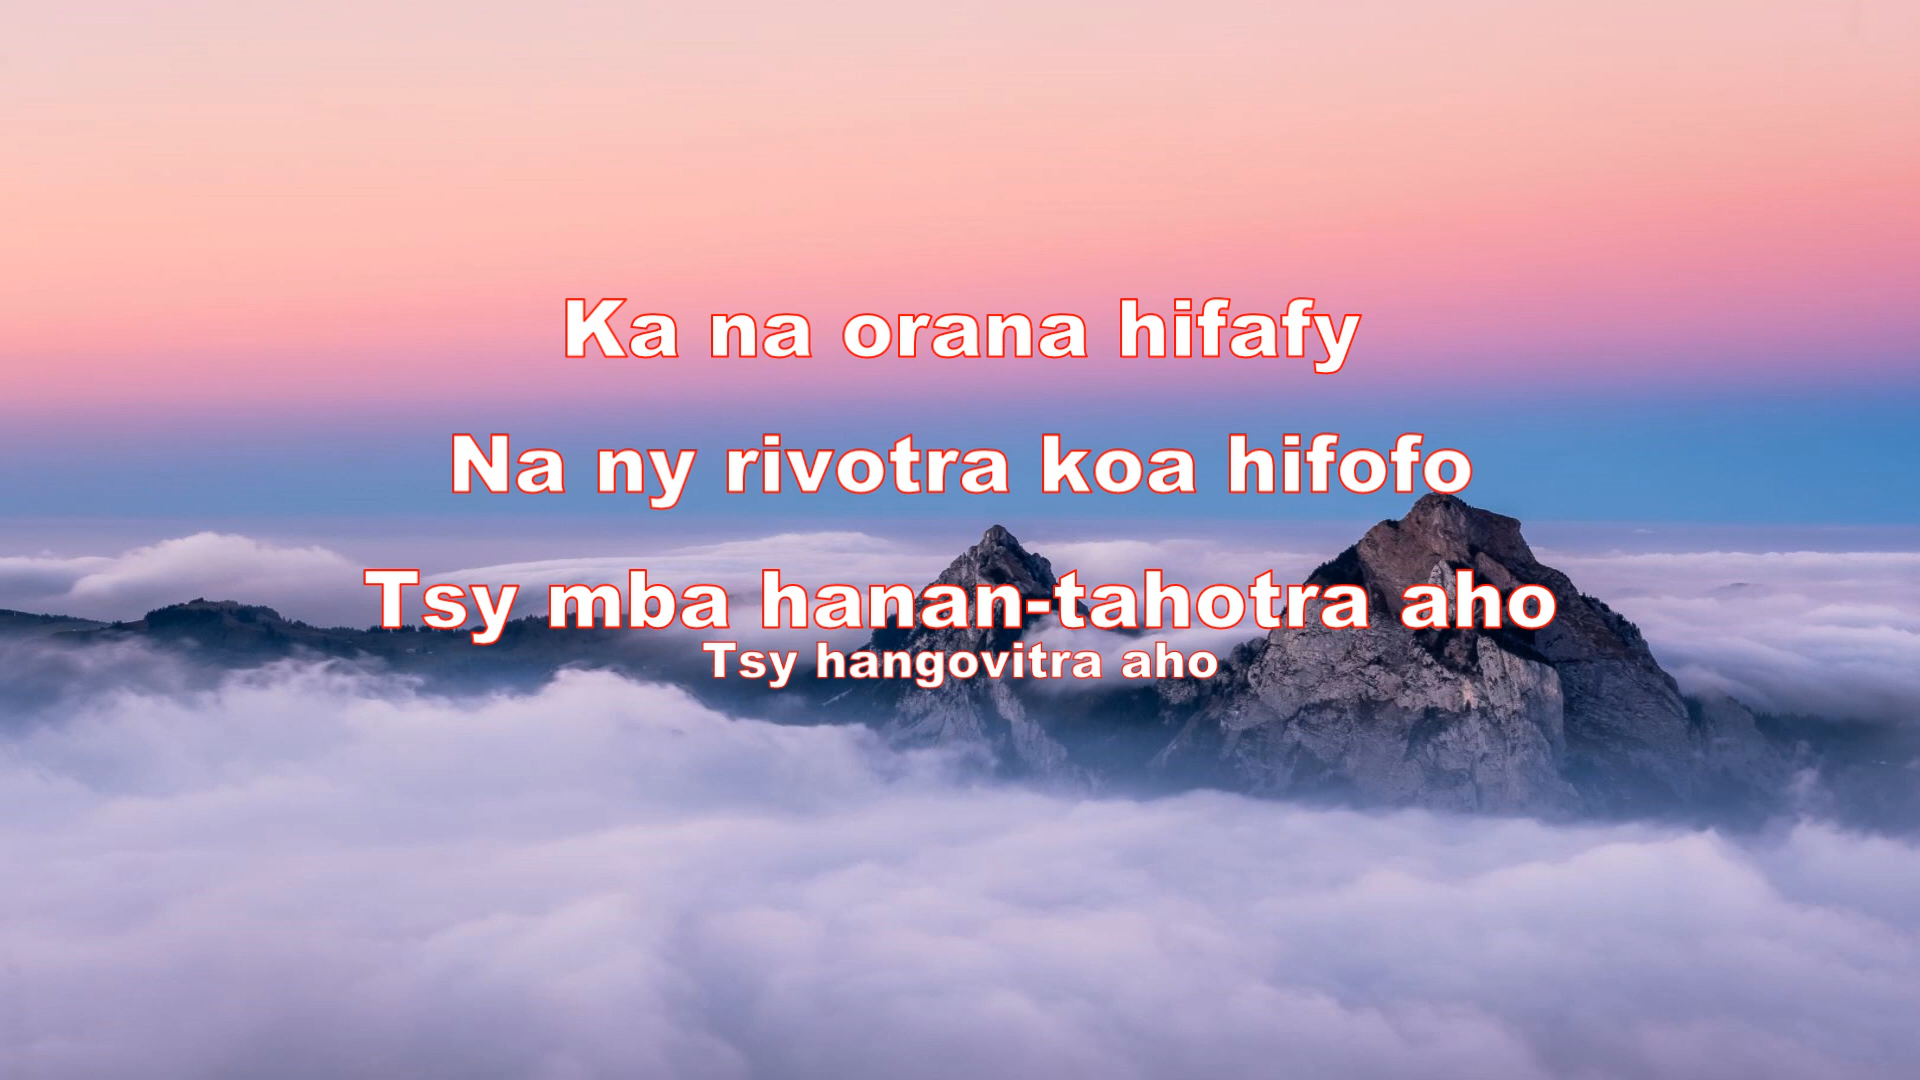 Ka na orana hifafy
Na ny rivotra koa hifofo
Tsy mba hanan-tahotra aho
Tsy hangovitra aho